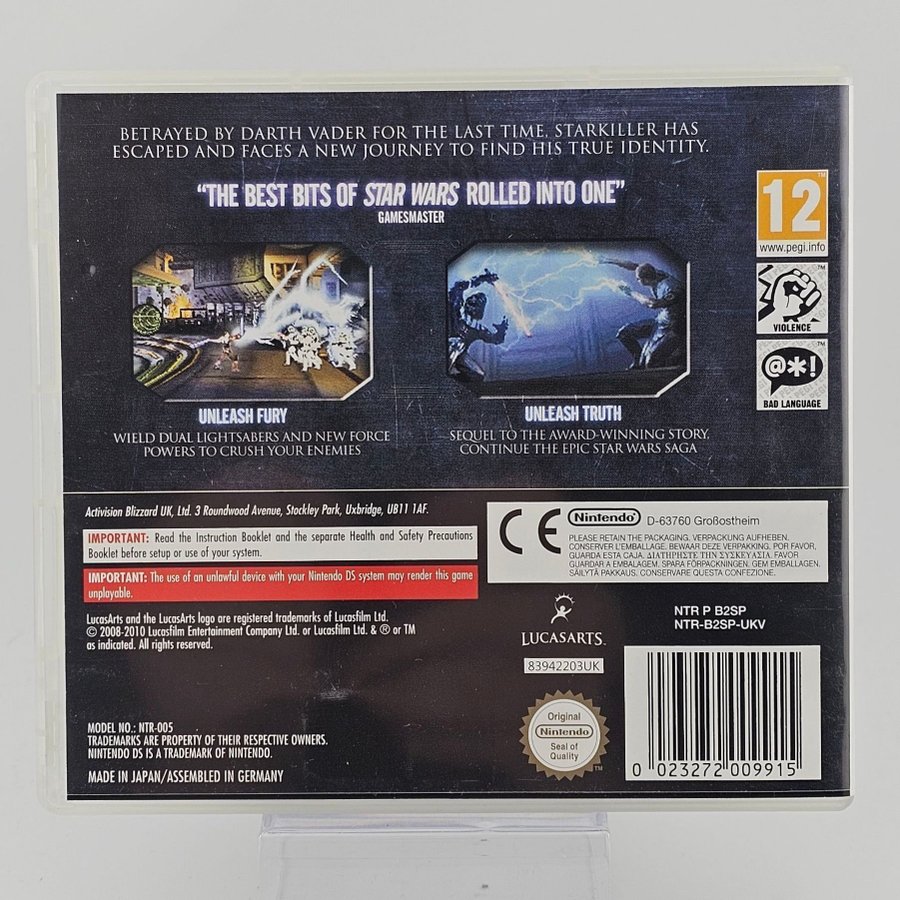 BETRAYED BY DARTH VADER FOR THE LAST TIME, STARKILLER HAS
ESCAPED AND FACES A NEW JOURNEY TO FIND HIS TRUE IDENTITY.
"THE BEST BITS OF STAR WARS ROLLED INTO ONE"
GAMESMASTER
12
www.pegi.info
VIOLENCE
@*!
BAD LANGUAGE
UNLEASH FURY
WIELD DUAL LIGHTSABERS AND NEW FORCE
POWERS TO CRUSH YOUR ENEMIES
UNLEASH TRUTH
SEQUEL TO THE AWARD-WINNING STORY,
CONTINUE THE EPIC STAR WARS SAGA
Activision Blizzard UK, Ltd. 3 Roundwood Avenue, Stockley Park, Uxbridge, UB11 1AF.
IMPORTANT: Read the Instruction Booklet and the separate Health and Safety Precautions
Booklet before setup or use of your system.
IMPORTANT: The use of an unlawful device with your Nintendo DS system may render this game
unplayable.
LucasArts and the LucasArts logo are registered trademarks of Lucasfilm Ltd.
© 2008-2010 Lucasfilm Entertainment Company Ltd. or Lucasfilm Ltd. & ® or TM
as indicated. All rights reserved.
MODEL NO.: NTR-005
TRADEMARKS ARE PROPERTY OF THEIR RESPECTIVE OWNERS.
NINTENDO DS IS A TRADEMARK OF NINTENDO.
MADE IN JAPAN/ASSEMBLED IN GERMANY
CE
Nintendo® D-63760 Großostheim
PLEASE RETAIN THE PACKAGING. VERPACKUNG AUFHEBEN.
CONSERVER L'EMBALLAGE. BEWAAR DEZE VERPAKKING. POR FAVOR,
GUARDA ESTA CAJA. ΔΙΑΤΗΡΗΣΤΕ ΤΗΝ ΣΥΣΚΕΥΑΣΙΑ. FAVOR
GUARDAR A EMBALAGEM. SPARA FÖRPACKNINGEN. GEM EMBALLAGEN.
SÄILYTÄ PAKKAUS. CONSERVARE QUESTA CONFEZIONE.
LUCASARTS™
83942203UK
NTR P B2SP
NTR-B2SP-UKV
Original
Nintendo
Seal of
Quality
™
0 023272 009915